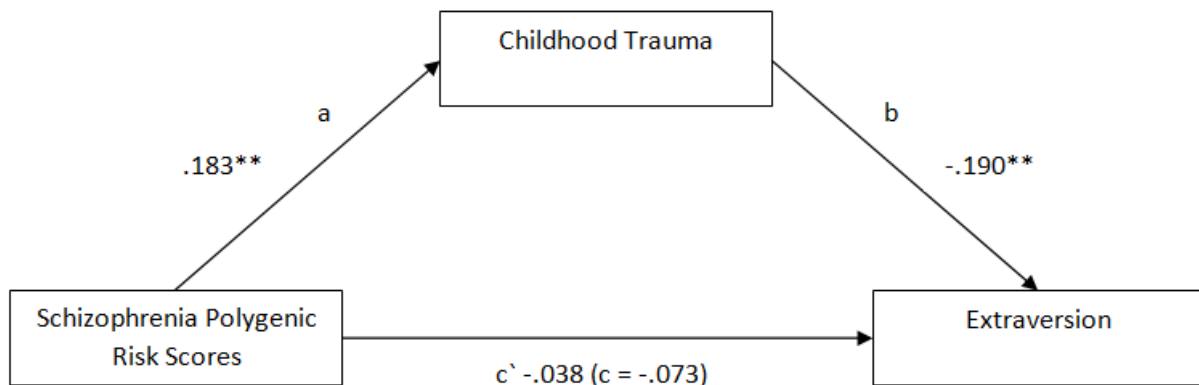 Childhood Trauma
a
b
.183**
-.190**
Schizophrenia Polygenic
Risk Scores
Extraversion
c` -.038 (c = -.073)